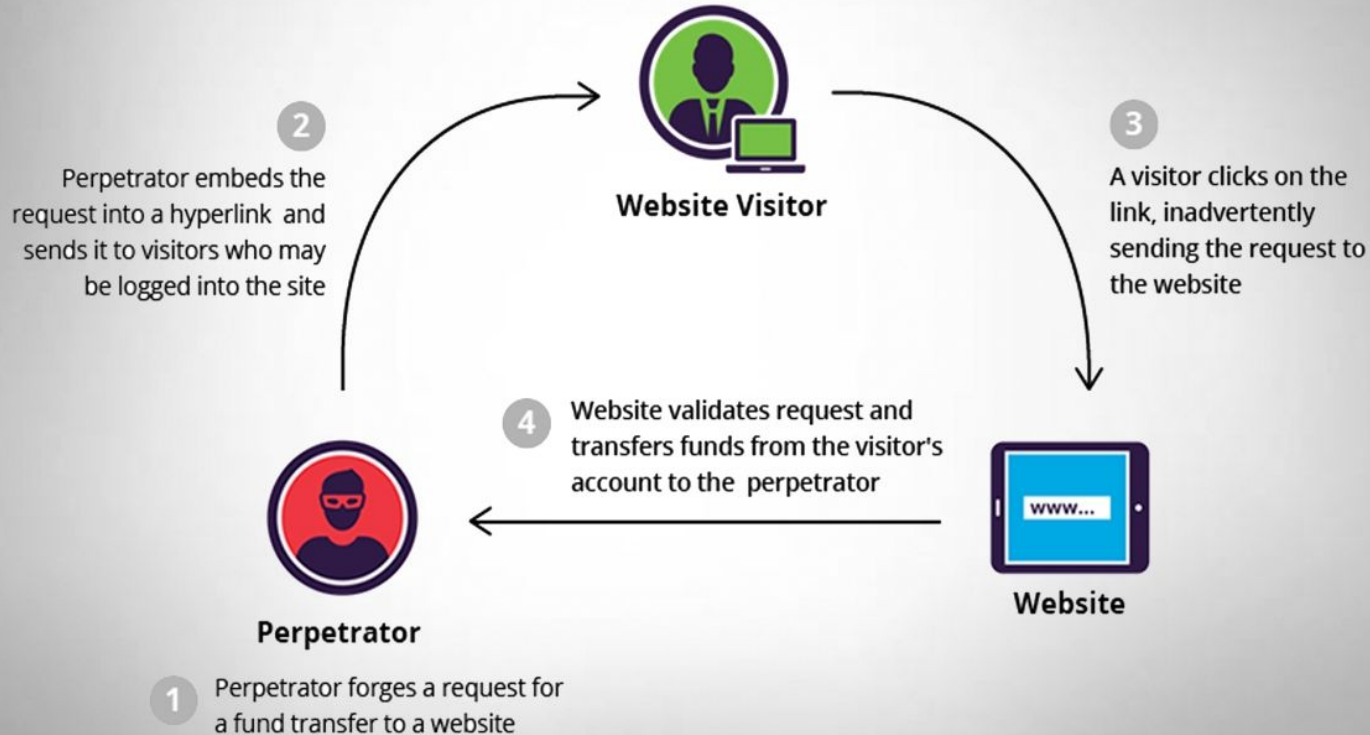 2
Perpetrator embeds the
request into a hyperlink and
sends it to visitors who may
be logged into the site
Website Visitor
3
A visitor clicks on the
link, inadvertently
sending the request to
the website
4
Website validates request and
transfers funds from the visitor's
account to the perpetrator
www...
Website
Perpetrator
1
Perpetrator forges a request for
a fund transfer to a website